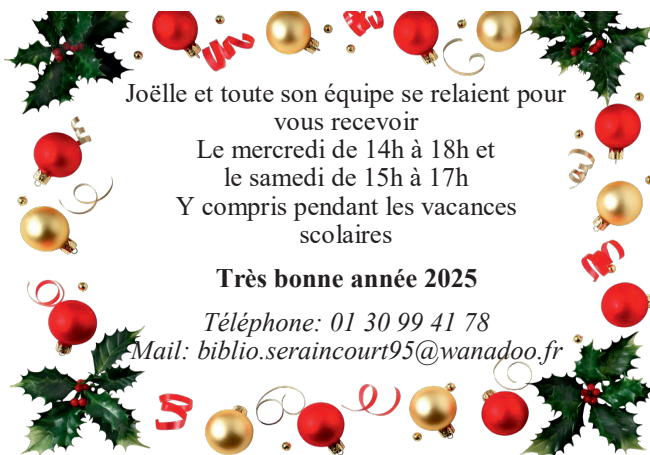 Joëlle et toute son équipe se relaient pour
vous recevoir
Le mercredi de 14h à 18h et
le samedi de 15h à 17h
Y compris pendant les vacances
scolaires
Très bonne année 2025
Téléphone: 01 30 99 41 78
Mail: biblio.seraincourt95@wanadoo.fr